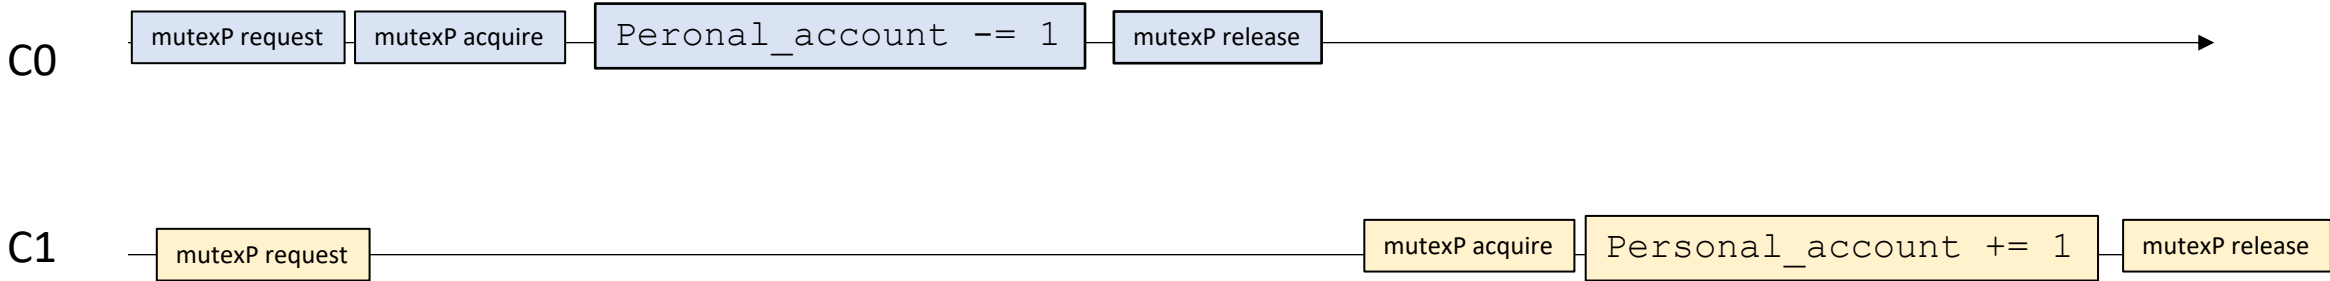 C0
mutexP request
mutexP acquire
Peronal_account -= 1
mutexP release
C1
mutexP request
mutexP acquire
Personal_account += 1
mutexP release